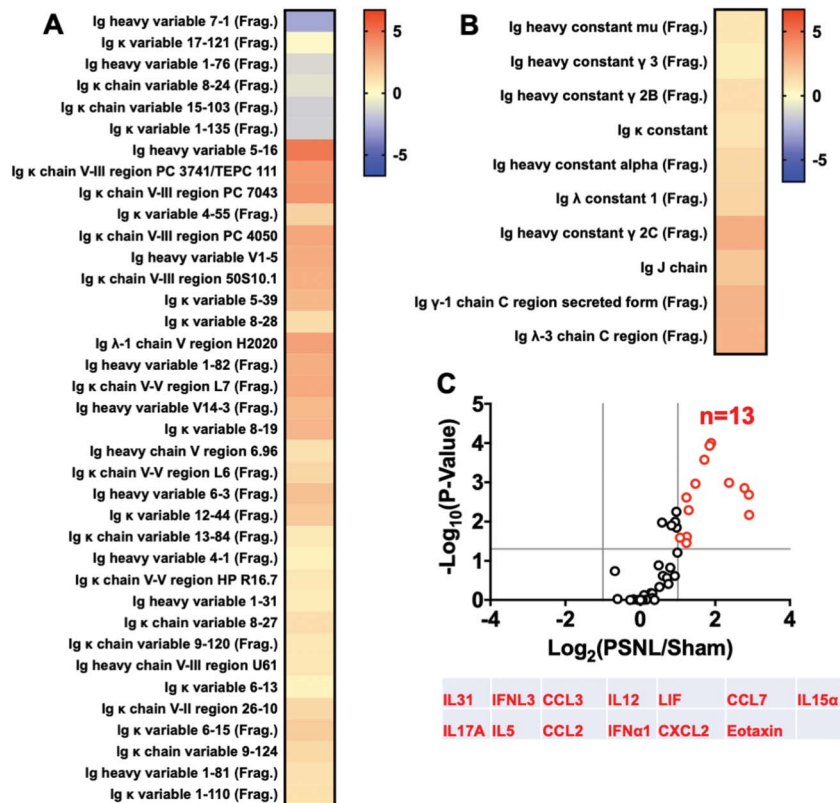 A
Ig heavy variable 7-1 (Frag.)
Ig κ variable 17-121 (Frag.)
Ig heavy variable 1-76 (Frag.)
Ig κ chain variable 8-24 (Frag.)
Ig κ chain variable 15-103 (Frag.)
Ig κ variable 1-135 (Frag.)
Ig heavy variable 5-16
Ig κ chain V-III region PC 3741/TEPC 111
Ig κ chain V-III region PC 7043
Ig κ variable 4-55 (Frag.)
Ig κ chain V-III region PC 4050
Ig heavy variable V1-5
Ig κ chain V-III region 50S10.1
Ig κ variable 5-39
Ig κ variable 8-28
Ig λ-1 chain V region H2020
Ig heavy variable 1-82 (Frag.)
Ig κ chain V-V region L7 (Frag.)
Ig heavy variable V14-3 (Frag.)
Ig κ variable 8-19
Ig heavy chain V region 6.96
Ig κ chain V-V region L6 (Frag.)
Ig heavy variable 6-3 (Frag.)
Ig κ variable 12-44 (Frag.)
Ig κ chain variable 13-84 (Frag.)
Ig heavy variable 4-1 (Frag.)
Ig κ chain V-V region HP R16.7
Ig heavy variable 1-31
Ig κ chain variable 8-27
Ig κ chain variable 9-120 (Frag.)
Ig heavy chain V-III region U61
Ig κ variable 6-13
Ig κ chain V-II region 26-10
Ig κ variable 6-15 (Frag.)
Ig κ chain variable 9-124
Ig heavy variable 1-81 (Frag.)
Ig κ variable 1-110 (Frag.)
5
0
-5
B
Ig heavy constant mu (Frag.)
Ig heavy constant γ 3 (Frag.)
Ig heavy constant γ 2B (Frag.)
Ig κ constant
Ig heavy constant alpha (Frag.)
Ig λ constant 1 (Frag.)
Ig heavy constant γ 2C (Frag.)
Ig J chain
Ig γ-1 chain C region secreted form (Frag.)
Ig λ-3 chain C region (Frag.)
5
0
-5
C
n=13
5
4
3
2
1
0
-Log10(P-Value)
-4 -2 0 2 4
Log2(PSNL/Sham)
IL31 IFNL3 CCL3 IL12 LIF CCL7 IL15α
IL17A IL5 CCL2 IFNα1 CXCL2 Eotaxin